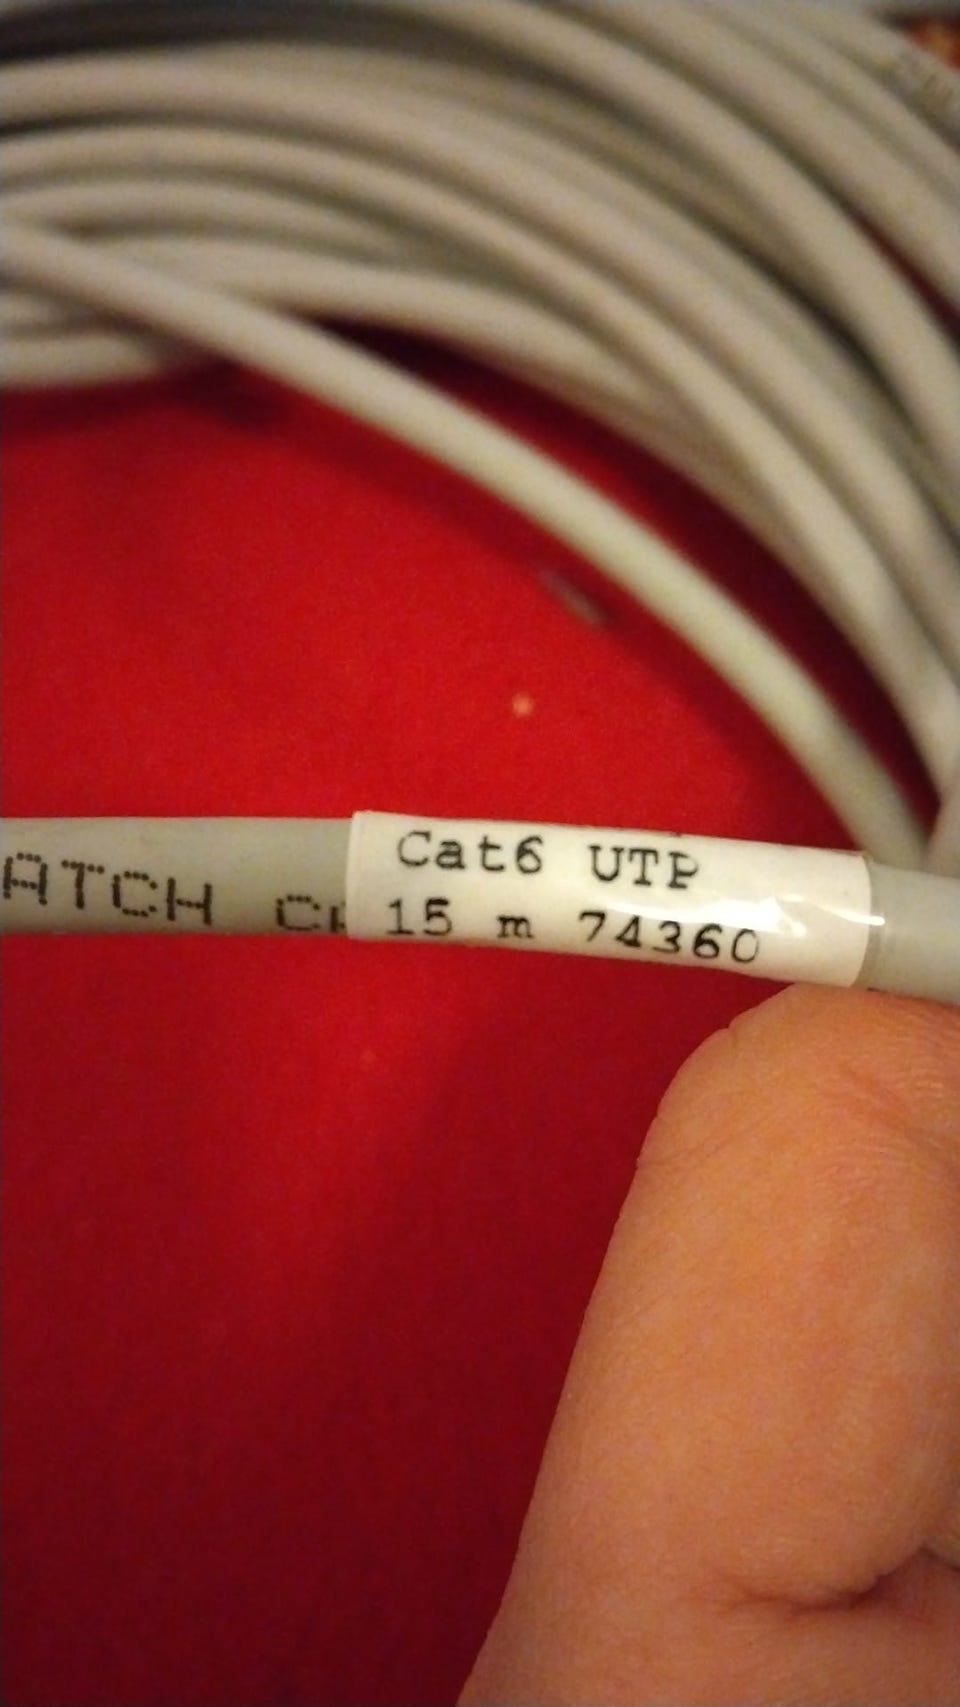 ATCH
Cat6 UTP
15 m 74360